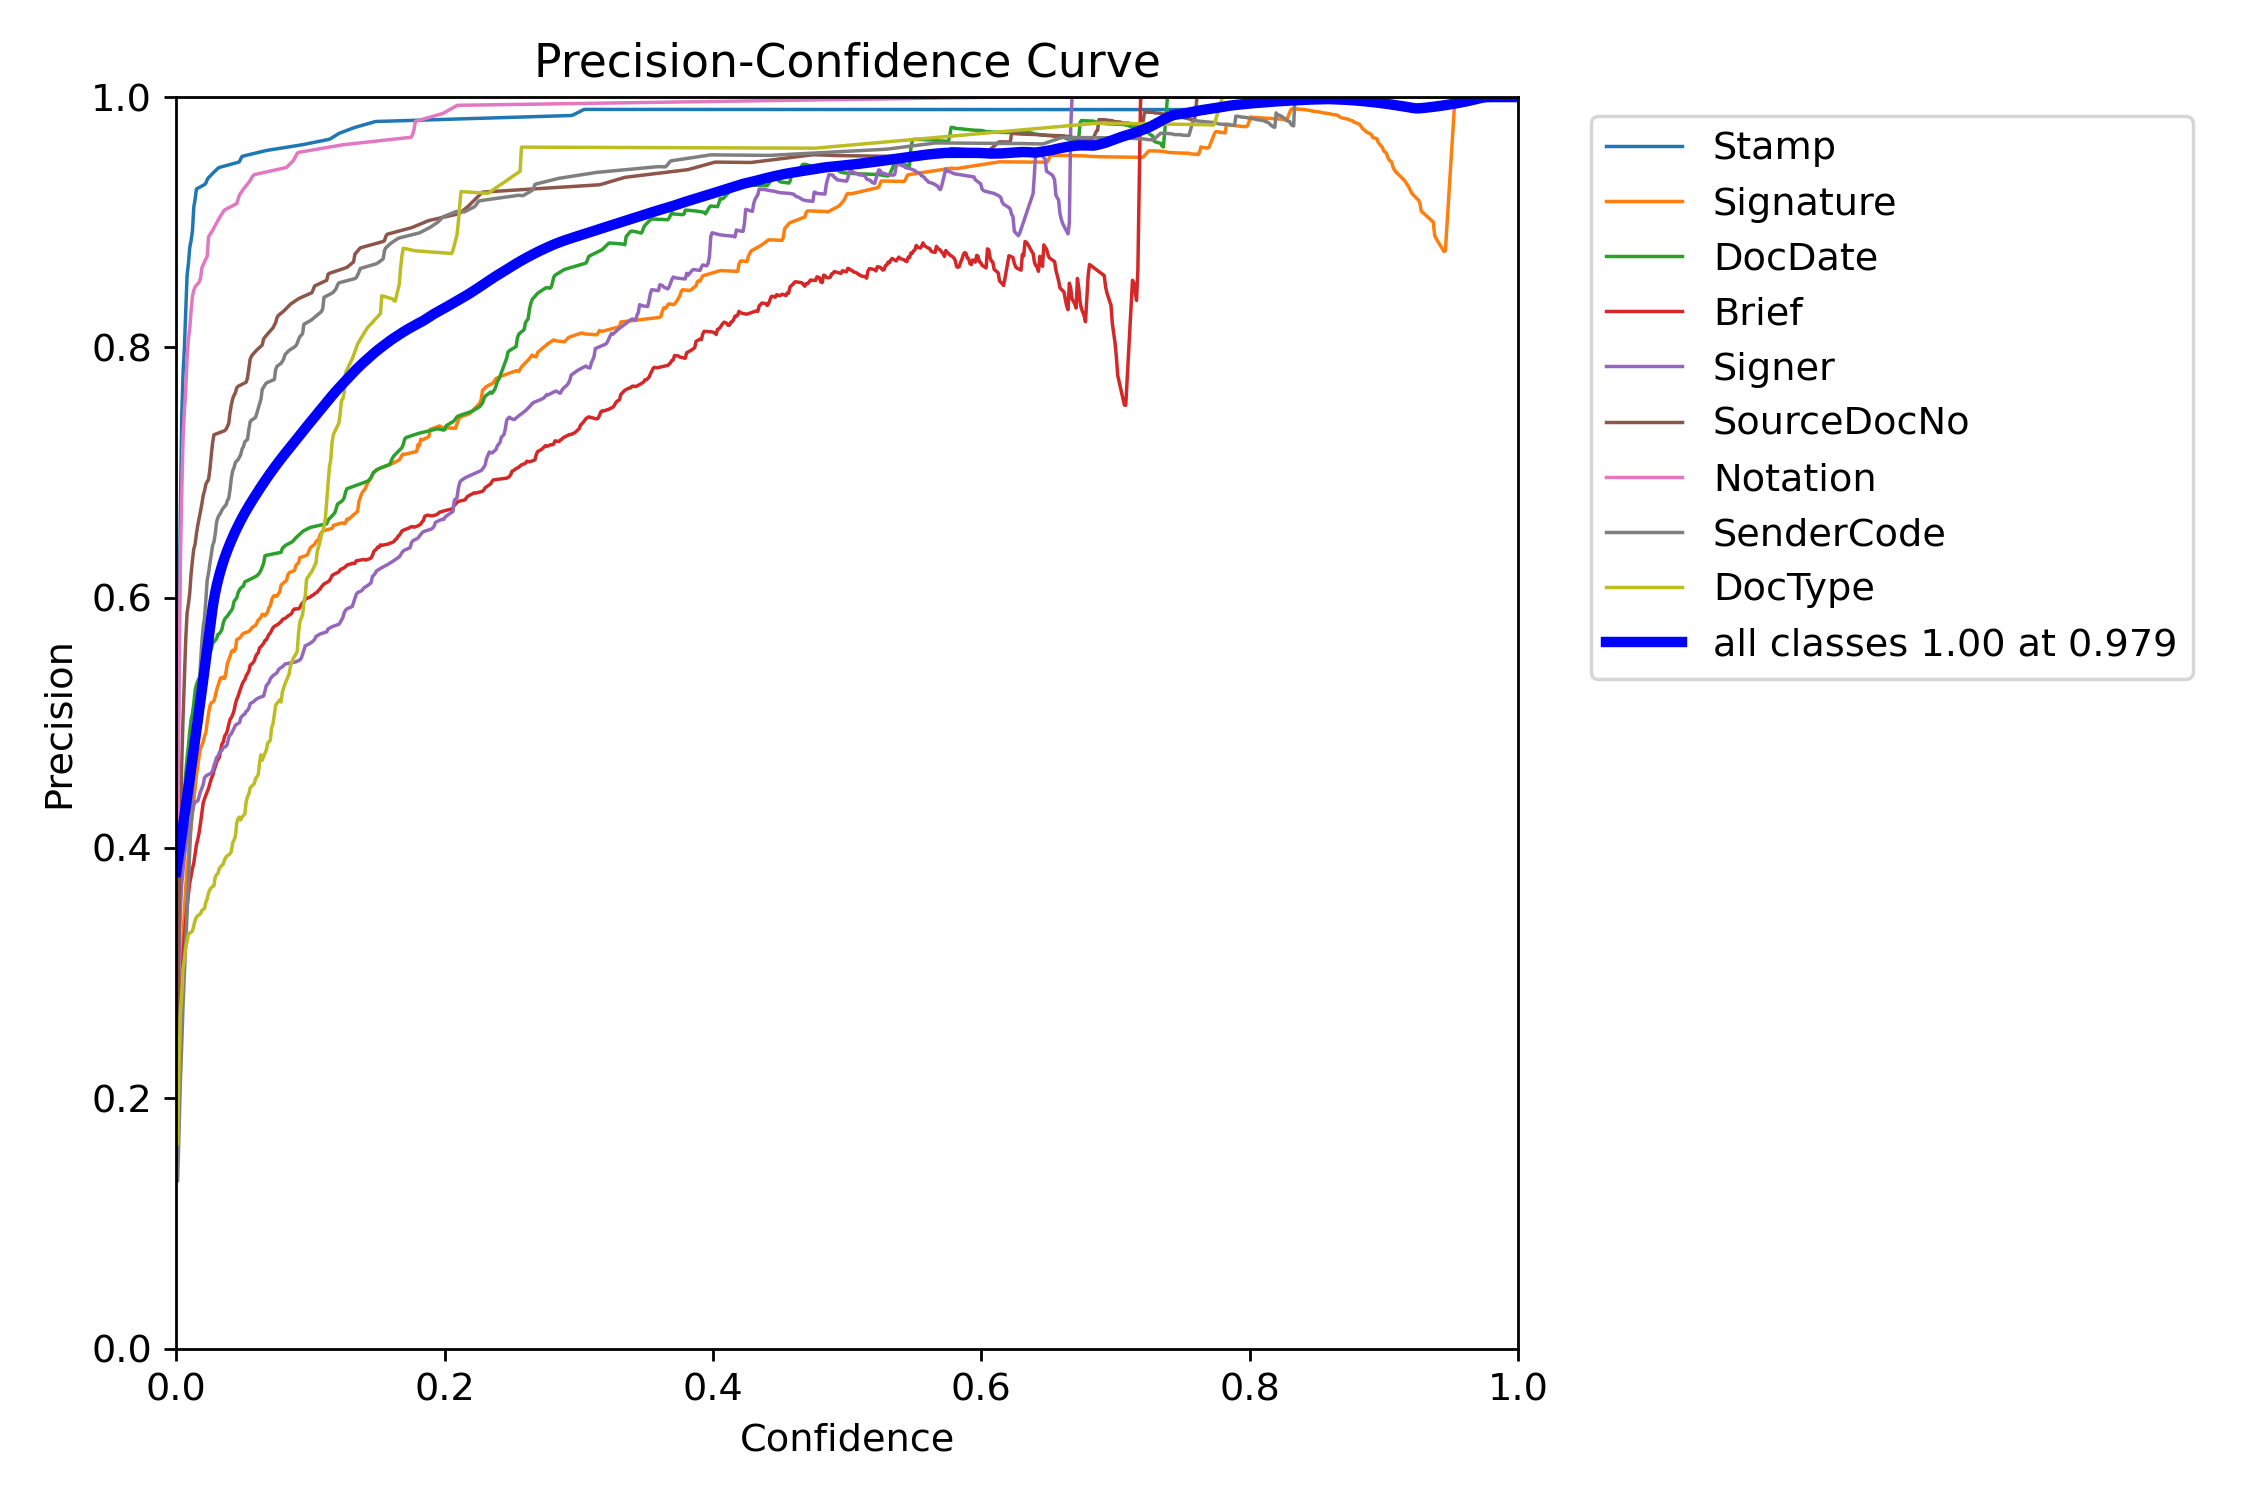 Precision-Confidence Curve
1.0
0.8
0.6
0.4
0.2
0.0
Precision
0.0 0.2 0.4 0.6 0.8 1.0
Confidence
Stamp
Signature
DocDate
Brief
Signer
SourceDocNo
Notation
SenderCode
DocType
all classes 1.00 at 0.979